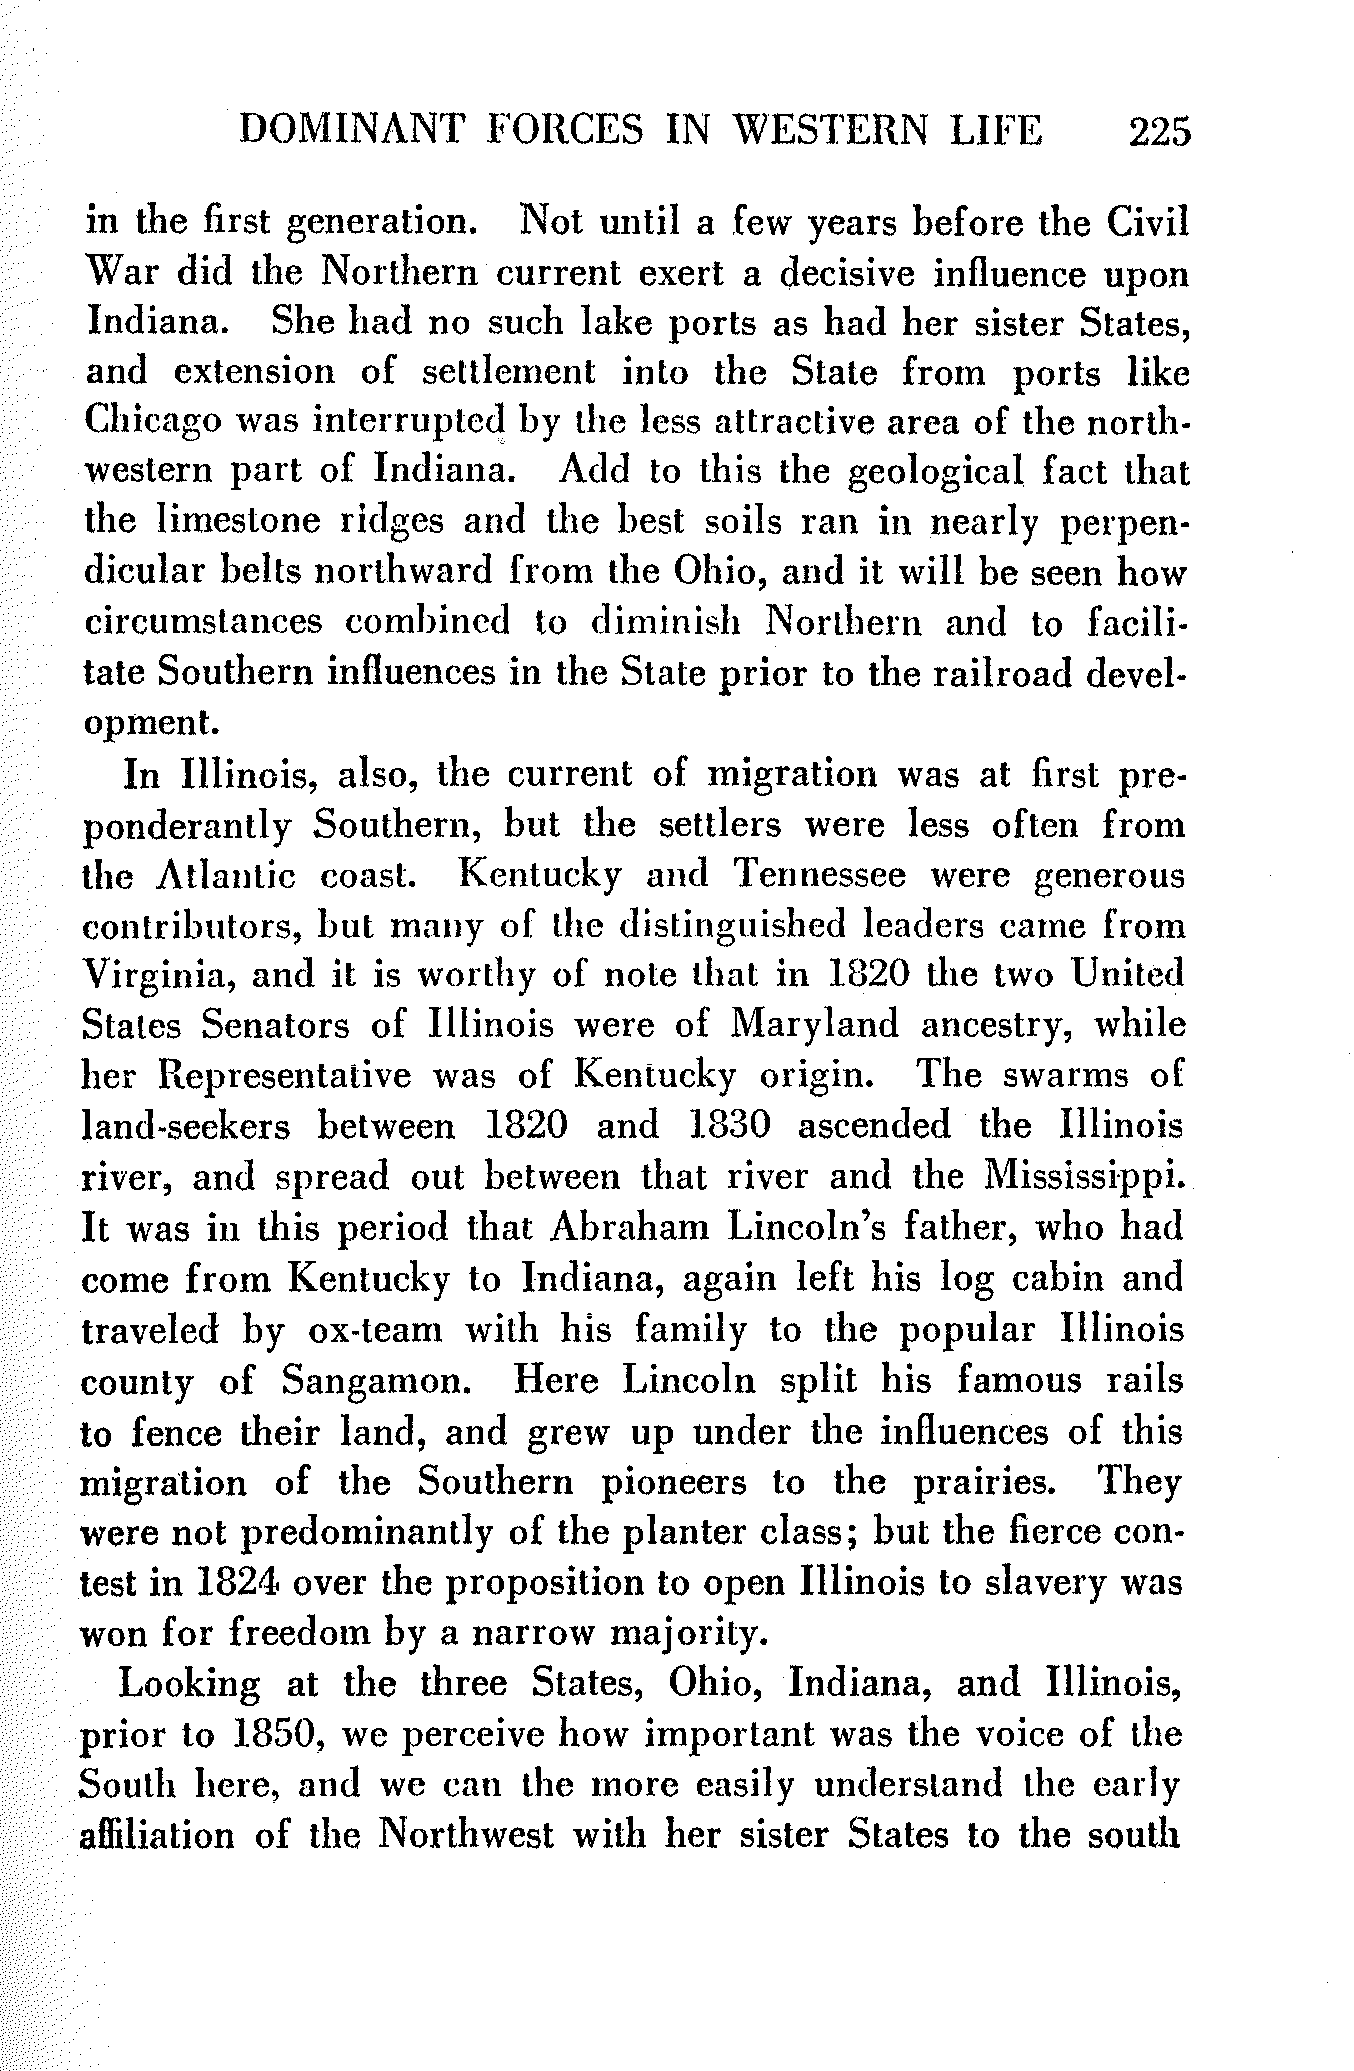 DOMINANT FORCES IN WESTERN LIFE 225
in the first generation. Not until a few years before the Civil
War did the Northern current exert a decisive influence upon
Indiana. She had no such lake ports as had her sister States,
and extension of settlement into the State from ports like
Chicago was interrupted by the less attractive area of the north-
western part of Indiana. Add to this the geological fact that
the limestone ridges and the best soils ran in nearly perpen-
dicular belts northward from the Ohio, and it will be seen how
circumstances combined to diminish Northern and to facili-
tate Southern influences in the State prior to the railroad devel-
opment.
In Illinois, also, the current of migration was at first pre-
ponderantly Southern, but the settlers were less often from
the Atlantic coast. Kentucky and Tennessee were generous
contributors, but many of the distinguished leaders came from
Virginia, and it is worthy of note that in 1820 the two United
States Senators of Illinois were of Maryland ancestry, while
her Representative was of Kentucky origin. The swarms of
land-seekers between 1820 and 1830 ascended the Illinois
river, and spread out between that river and the Mississippi.
It was in this period that Abraham Lincoln's father, who had
come from Kentucky to Indiana, again left his log cabin and
traveled by ox-team with his family to the popular Illinois
county of Sangamon. Here Lincoln split his famous rails
to fence their land, and grew up under the influences of this
migration of the Southern pioneers to the prairies. They
were not predominantly of the planter class; but the fierce con-
test in 1824 over the proposition to open Illinois to slavery was
won for freedom by a narrow majority.
Looking at the three States, Ohio, Indiana, and Illinois,
prior to 1850, we perceive how important was the voice of the
South here, and we can the more easily understand the early
affiliation of the Northwest with her sister States to the south